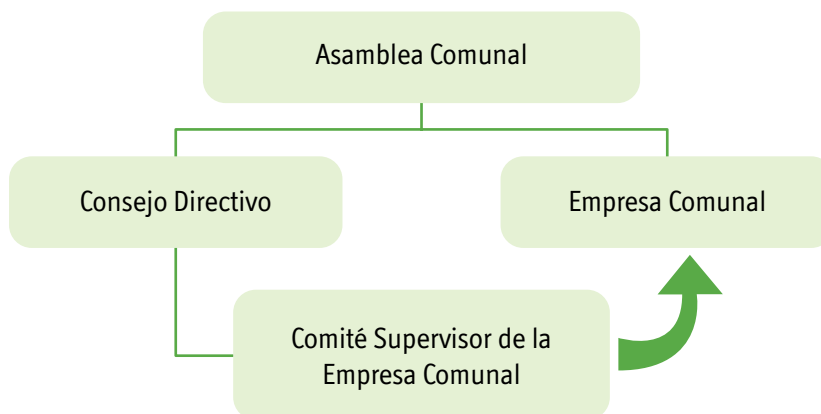 Asamblea Comunal
Consejo Directivo
Empresa Comunal
Comité Supervisor de la
Empresa Comunal